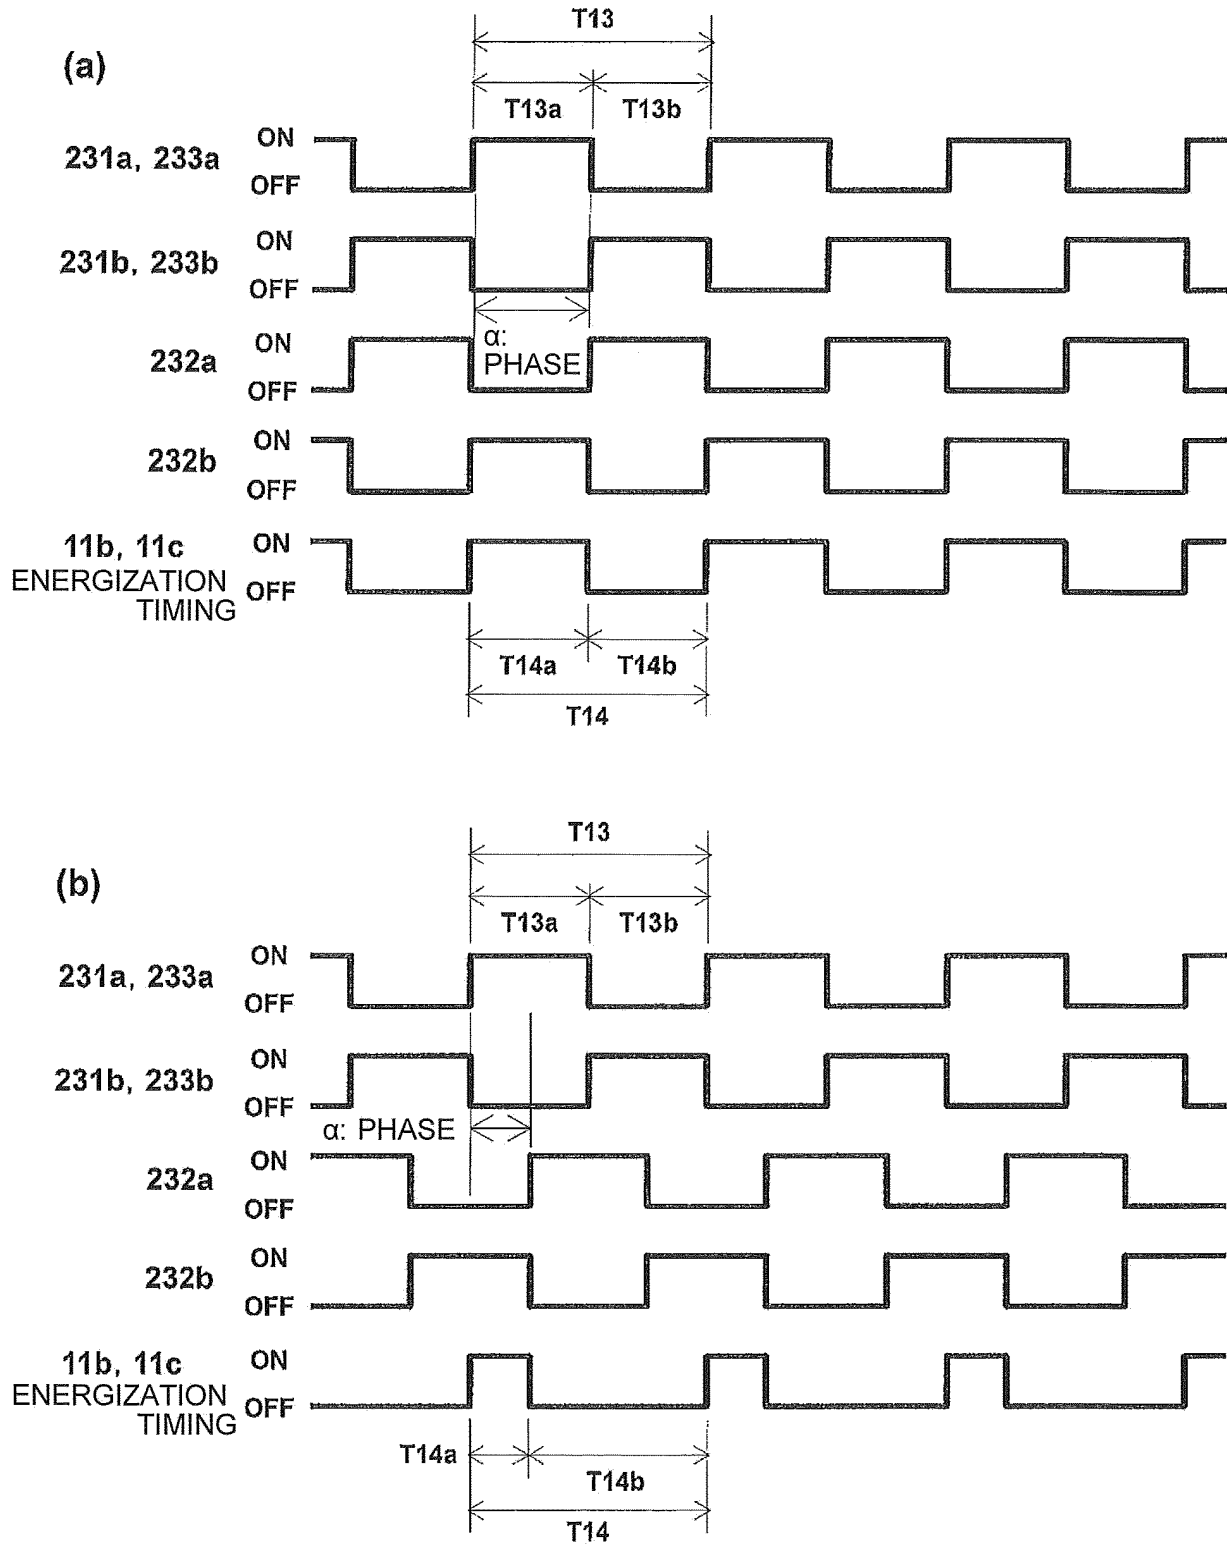 T13
(a)
T13a T13b
ON
231a, 233a
OFF
ON
231b, 233b
OFF
α:
PHASE
ON
232a
OFF
ON
232b
OFF
11b, 11c ON
ENERGIZATION
TIMING OFF
T14a T14b
T14
T13
(b)
T13a T13b
ON
231a, 233a
OFF
ON
231b, 233b
OFF
α: PHASE
ON
232a
OFF
ON
232b
OFF
11b, 11c ON
ENERGIZATION
TIMING OFF
T14a
T14b
T14